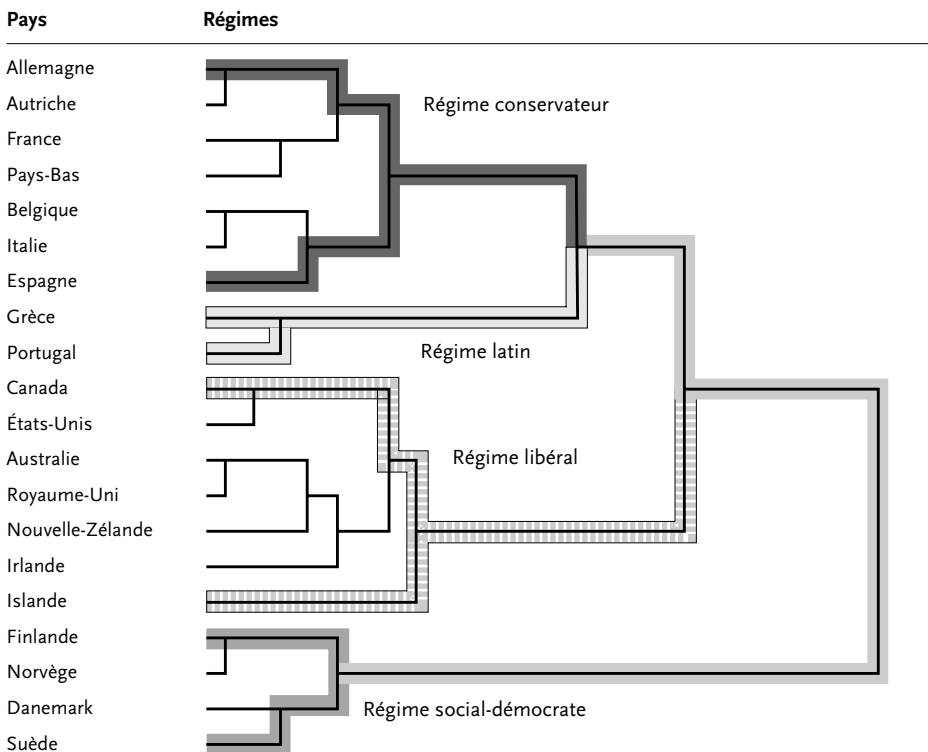 Pays Régimes
Allemagne
Autriche
Régime conservateur
France
Pays-Bas
Belgique
Italie
Espagne
Grèce
Portugal
Régime latin
Canada
États-Unis
Australie
Régime libéral
Royaume-Uni
Nouvelle-Zélande
Irlande
Islande
Finlande
Norvège
Danemark
Régime social-démocrate
Suède